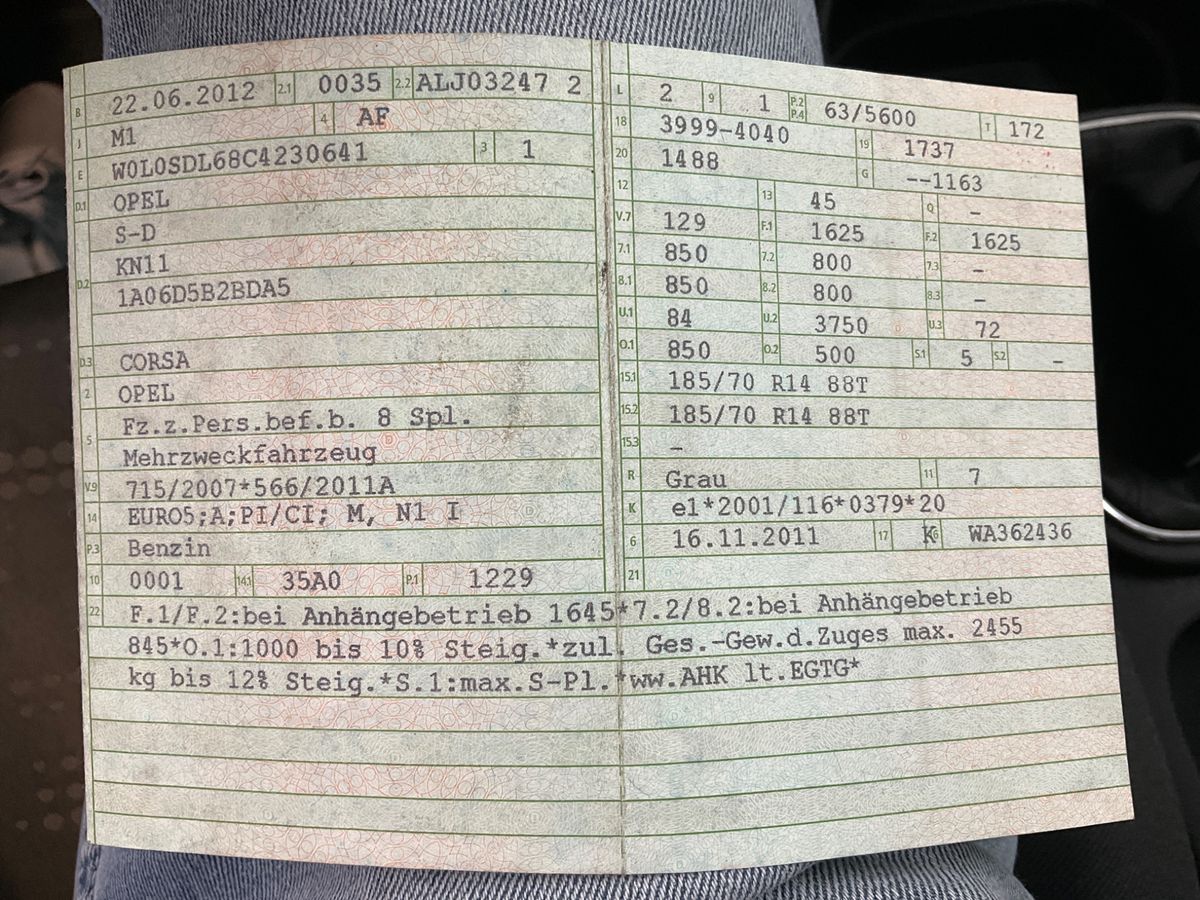 B 22.06.2012 2.1 0035 2.2 ALJ03247 2
J M1 4 AF
E W0L0SDL68C4230641 3 1
D.1 OPEL
S-D
D.2 KN11
1A06D5B2BDA5
D.3 CORSA
2 OPEL
5 Fz.z.Pers.bef.b. 8 Spl.
Mehrzweckfahrzeug
V.9 715/2007*566/2011A
14 EURO5;A;PI/CI; M, N1 I
P.3 Benzin
10 0001 14.1 35A0 P.1 1229
L 2 9 1 P.2 P.4 63/5600 T 172
18 3999-4040 19 1737
20 1488 G --1163
12 13 45 Q -
V.7 129 F.1 1625 F.2 1625
7.1 850 7.2 800 7.3 -
8.1 850 8.2 800 8.3 -
U.1 84 U.2 3750 U.3 72
O.1 850 O.2 500 S.1 5 S.2 -
15.1 185/70 R14 88T
15.2 185/70 R14 88T
15.3 -
R Grau 11 7
K e1*2001/116*0379*20
6 16.11.2011 17 K 16 WA362436
21
22 F.1/F.2:bei Anhängebetrieb 1645*7.2/8.2:bei Anhängebetrieb
845*O.1:1000 bis 10% Steig.*zul. Ges.-Gew.d.Zuges max. 2455
kg bis 12% Steig.*S.1:max.S-Pl.*ww.AHK lt.EGTG*